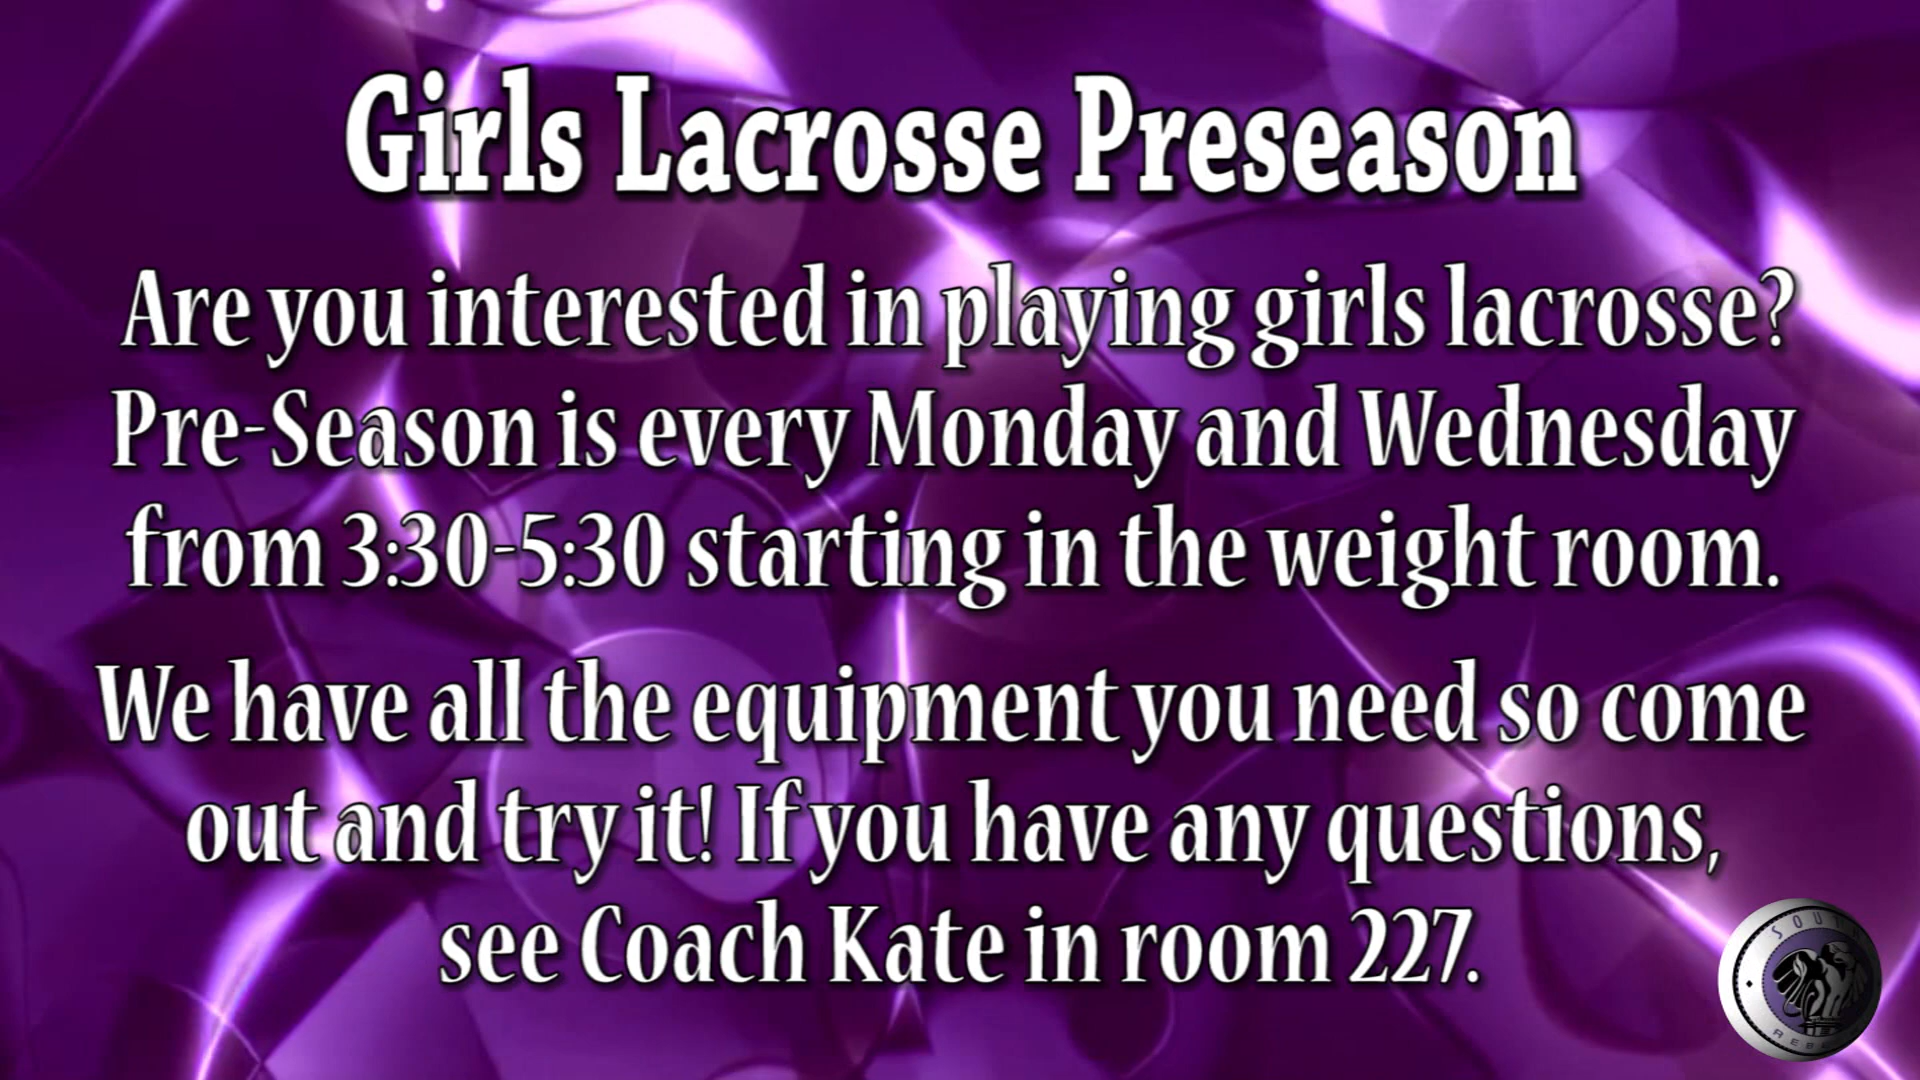 Girls Lacrosse Preseason
Are you interested in playing girls lacrosse?
Pre-Season is every Monday and Wednesday
from 3:30-5:30 starting in the weight room.
We have all the equipment you need so come
out and try it! If you have any questions,
see Coach Kate in room 227.